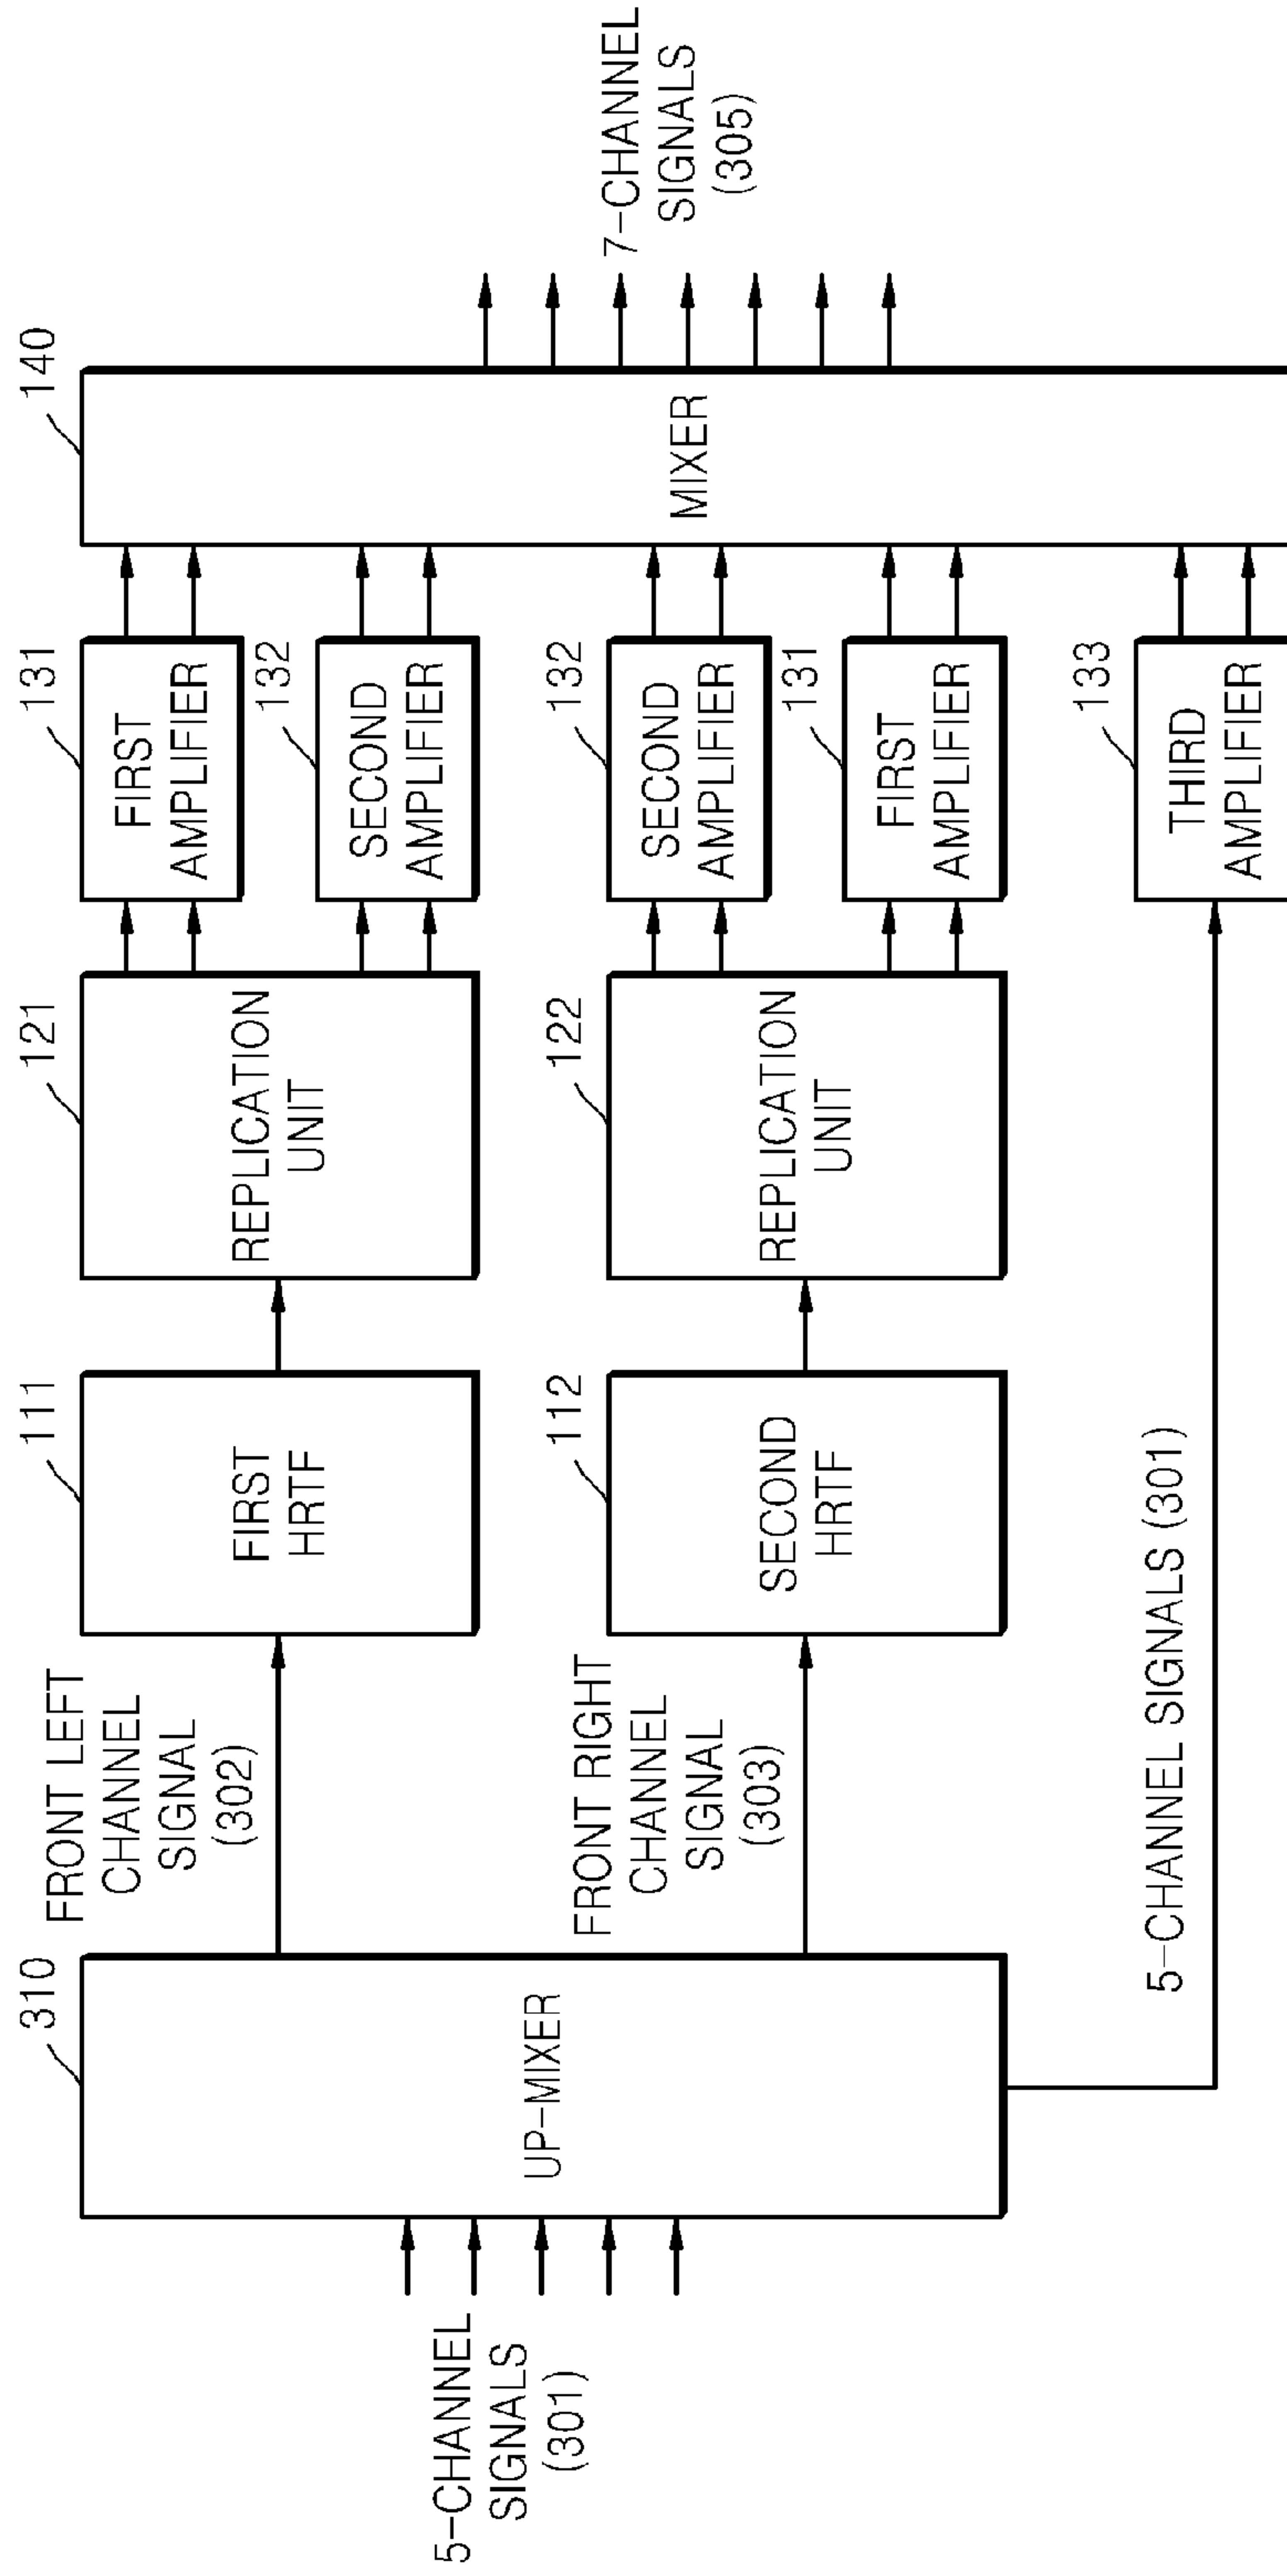 5-CHANNEL
SIGNALS
(301)
310
UP-MIXER
FRONT LEFT
CHANNEL
SIGNAL
(302)
FRONT RIGHT
CHANNEL
SIGNAL
(303)
5-CHANNEL SIGNALS (301)
111
FIRST
HRTF
112
SECOND
HRTF
121
REPLICATION
UNIT
122
REPLICATION
UNIT
131
FIRST
AMPLIFIER
132
SECOND
AMPLIFIER
132
SECOND
AMPLIFIER
131
FIRST
AMPLIFIER
133
THIRD
AMPLIFIER
140
MIXER
7-CHANNEL
SIGNALS
(305)